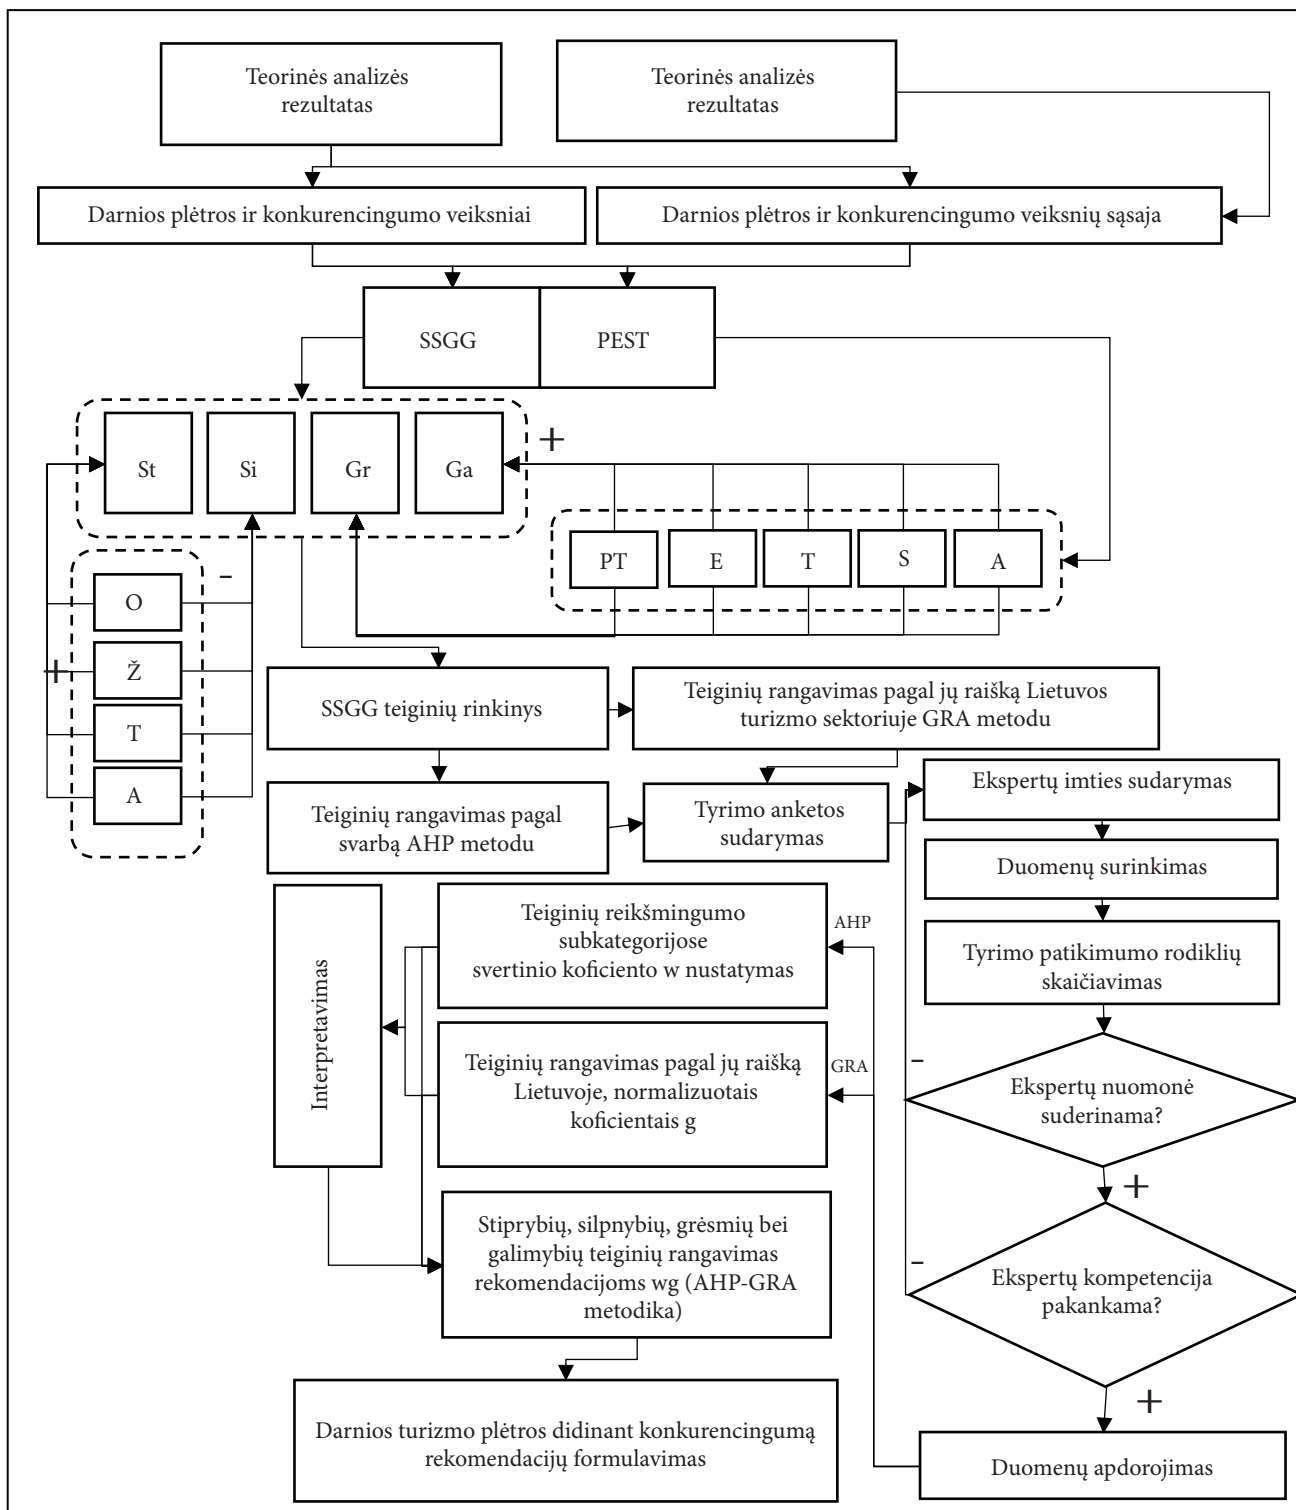 Teorinės analizės
rezultatas
Teorinės analizės
rezultatas
Darnios plėtros ir konkurencingumo veiksniai
Darnios plėtros ir konkurencingumo veiksnių sąsaja
SSGG
PEST
St
Si
Gr
Ga
+
PT
E
T
S
A
–
O
Ž
+
T
A
SSGG teiginių rinkinys
Teiginių rangavimas pagal jų raišką Lietuvos
turizmo sektoriuje GRA metodu
Teiginių rangavimas pagal
svarbą AHP metodu
Tyrimo anketos
sudarymas
Ekspertų imties sudarymas
Duomenų surinkimas
Tyrimo patikimumo rodiklių
skaičiavimas
Interpretavimas
Teiginių reikšmingumo
subkategorijose
svertinio koficiento w nustatymas
AHP
Teiginių rangavimas pagal jų raišką
Lietuvoje, normalizuotais
koficientais g
GRA
–
Ekspertų nuomonė
suderinama?
+
Stiprybių, silpnybių, grėsmių bei
galimybių teiginių rangavimas
rekomendacijoms wg (AHP-GRA
metodika)
–
Ekspertų kompetencija
pakankama?
+
Darnios turizmo plėtros didinant konkurencingumą
rekomendacijų formulavimas
Duomenų apdorojimas